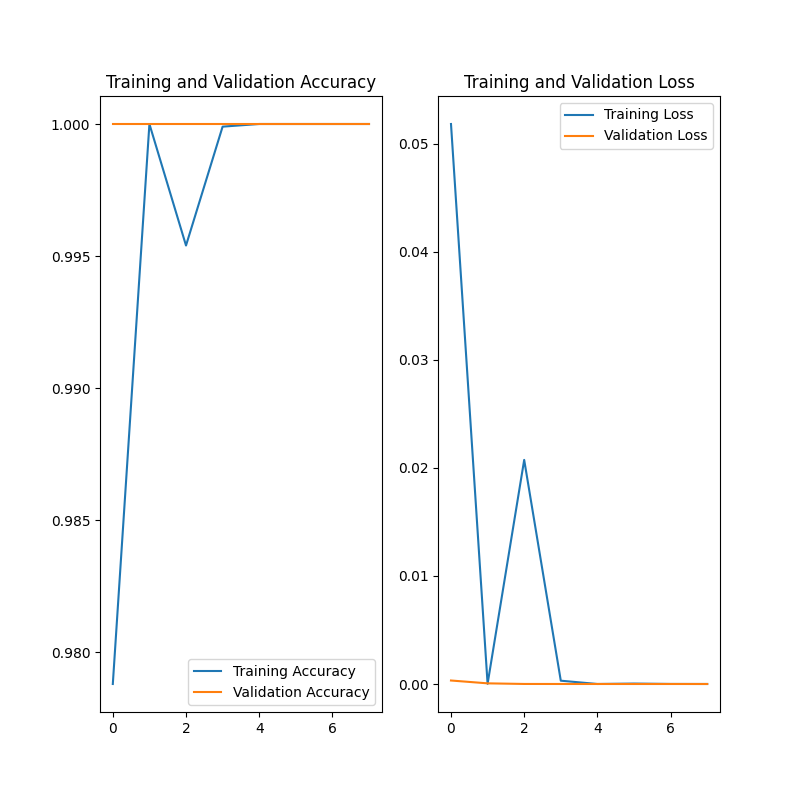 Training and Validation Accuracy
1.000
0.995
0.990
0.985
0.980
0 2 4 6
Training Accuracy
Validation Accuracy
Training and Validation Loss
0.05
0.04
0.03
0.02
0.01
0.00
0 2 4 6
Training Loss
Validation Loss